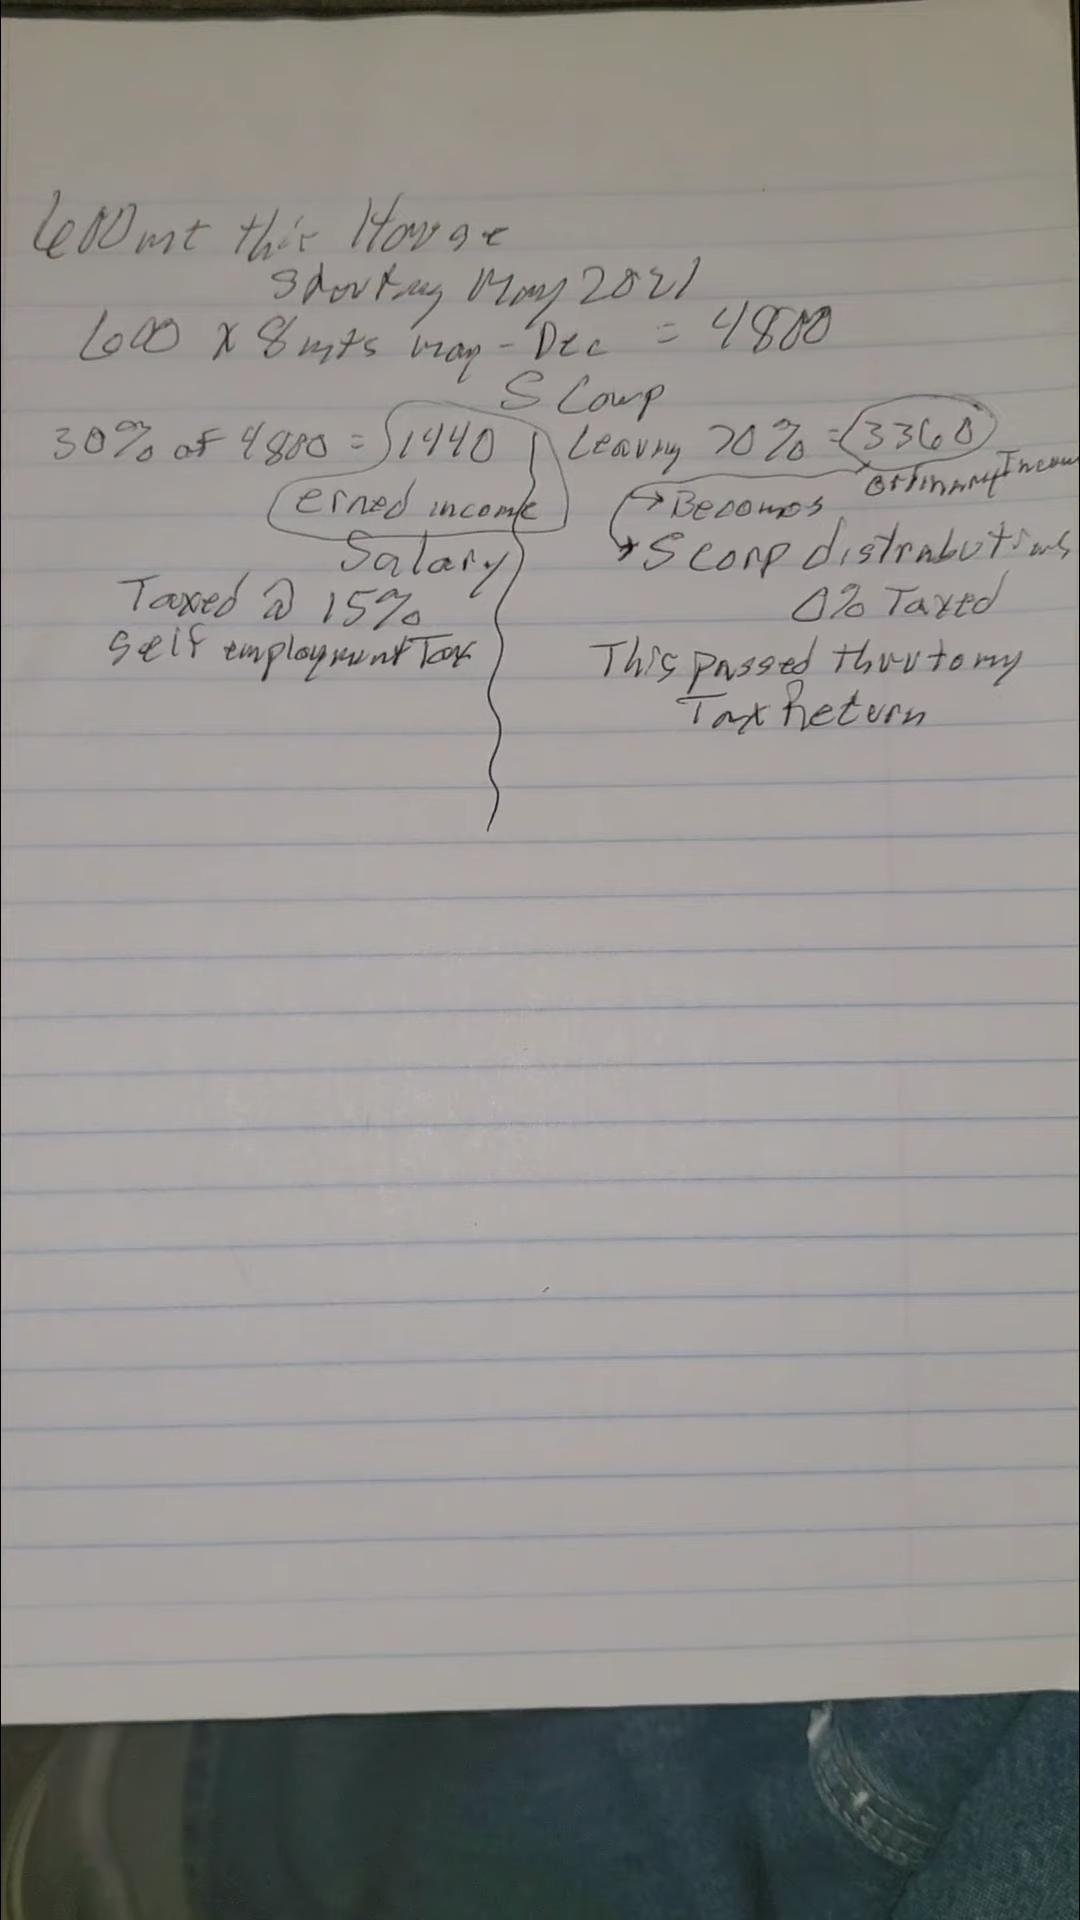 600 mt this House
Starting May 2021
600 x 8 mts may - Dec = 4800
S Corp
30% of 4800 = 1440
Leaving 70% = 3360
Ordinary Income
erned income
Becomes
Salary
S corp distributions
Taxed @ 15%
0% Taxed
self employment Tax
This passed thru to my
Tax Return